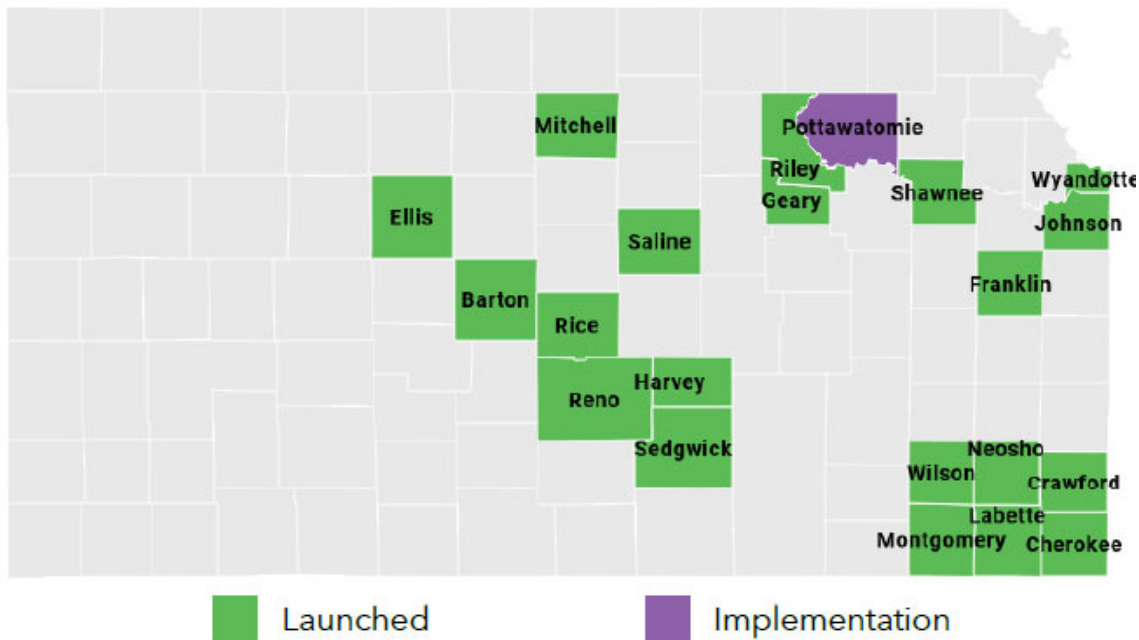 Mitchell
Pottawatomie
Riley
Geary
Shawnee
Wyandotte
Johnson
Ellis
Saline
Franklin
Barton
Rice
Reno
Harvey
Sedgwick
Neosho
Wilson
Crawford
Labette
Montgomery
Cherokee
Launched
Implementation